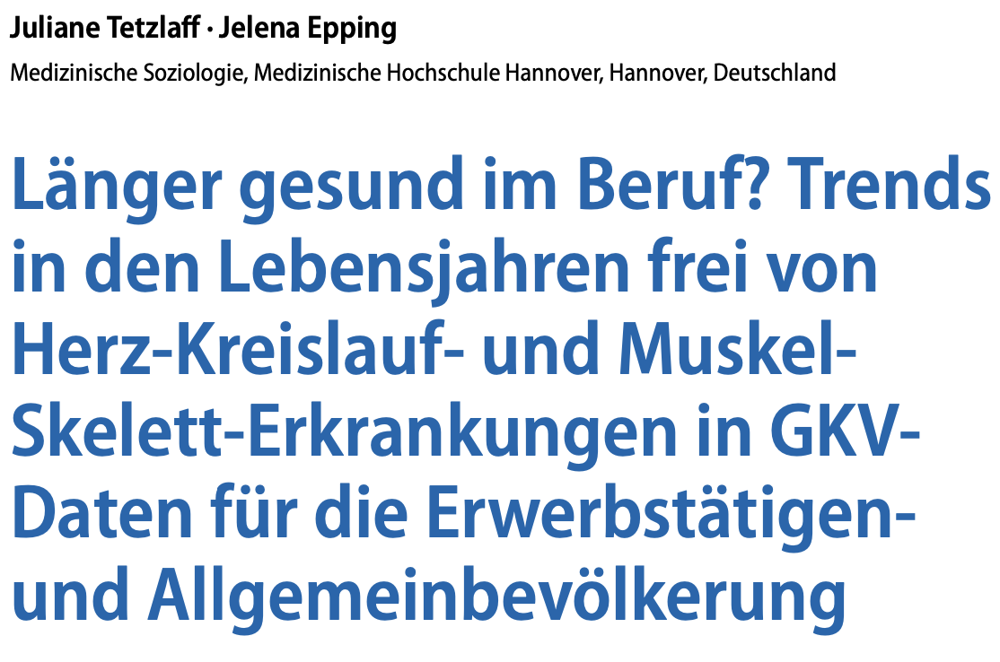 Juliane Tetzlaff · Jelena Epping
Medizinische Soziologie, Medizinische Hochschule Hannover, Hannover, Deutschland
Länger gesund im Beruf? Trends
in den Lebensjahren frei von
Herz-Kreislauf- und Muskel-
Skelett-Erkrankungen in GKV-
Daten für die Erwerbstätigen-
und Allgemeinbevölkerung